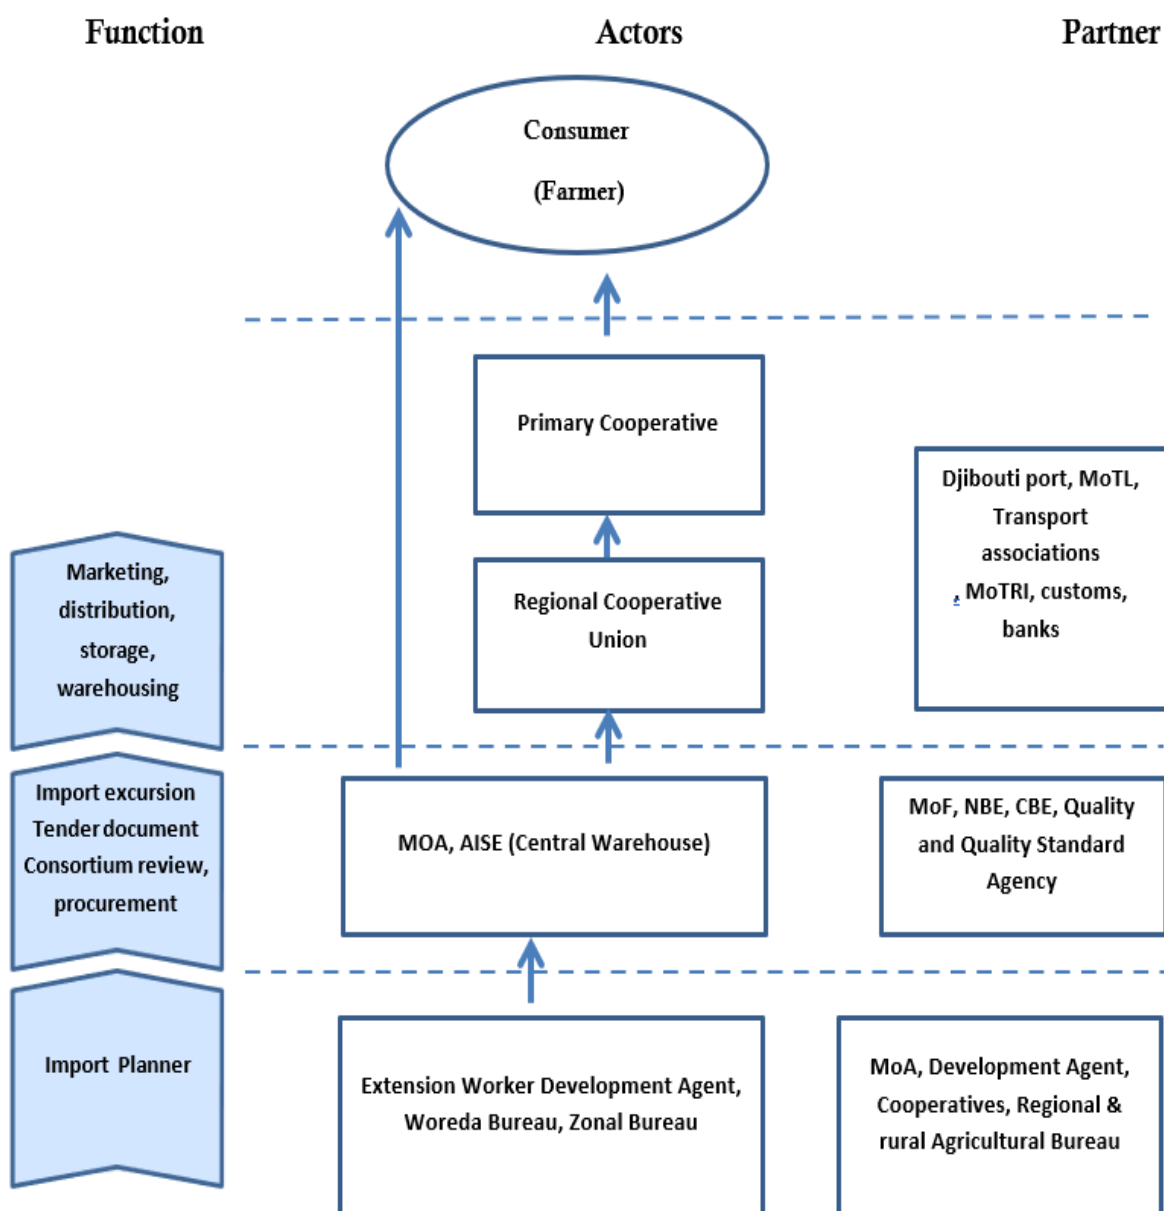 Function
Actors
Partner
Consumer
(Farmer)
Primary Cooperative
Djibouti port, MoTL,
Transport
associations
, MoTRI, customs,
banks
Marketing,
distribution,
storage,
warehousing
Regional Cooperative
Union
Import excursion
Tender document
Consortium review,
procurement
MOA, AISE (Central Warehouse)
MoF, NBE, CBE, Quality
and Quality Standard
Agency
Import Planner
Extension Worker Development Agent,
Woreda Bureau, Zonal Bureau
MoA, Development Agent,
Cooperatives, Regional &
rural Agricultural Bureau